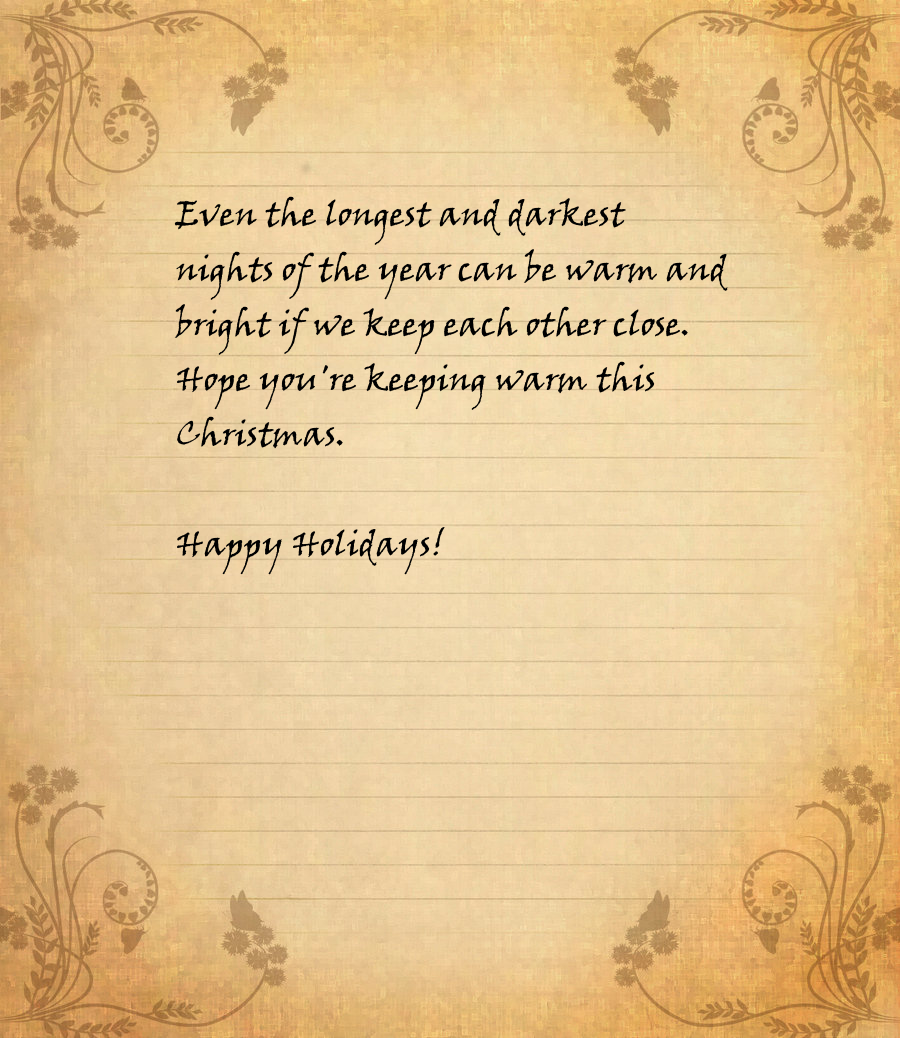 Even the longest and darkest
nights of the year can be warm and
bright if we keep each other close.
Hope you're keeping warm this
Christmas.
Happy Holidays!